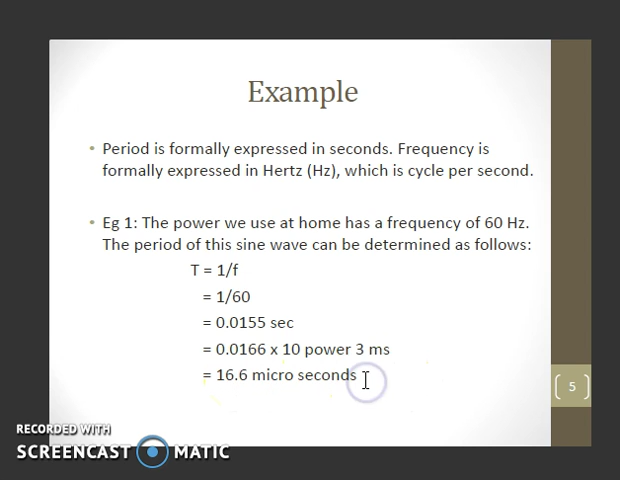 Example
• Period is formally expressed in seconds. Frequency is
formally expressed in Hertz (Hz), which is cycle per second.
• Eg 1: The power we use at home has a frequency of 60 Hz.
The period of this sine wave can be determined as follows:
T = 1/f
= 1/60
= 0.0155 sec
= 0.0166 x 10 power 3 ms
= 16.6 micro seconds
5
RECORDED WITH
SCREENCAST MATIC